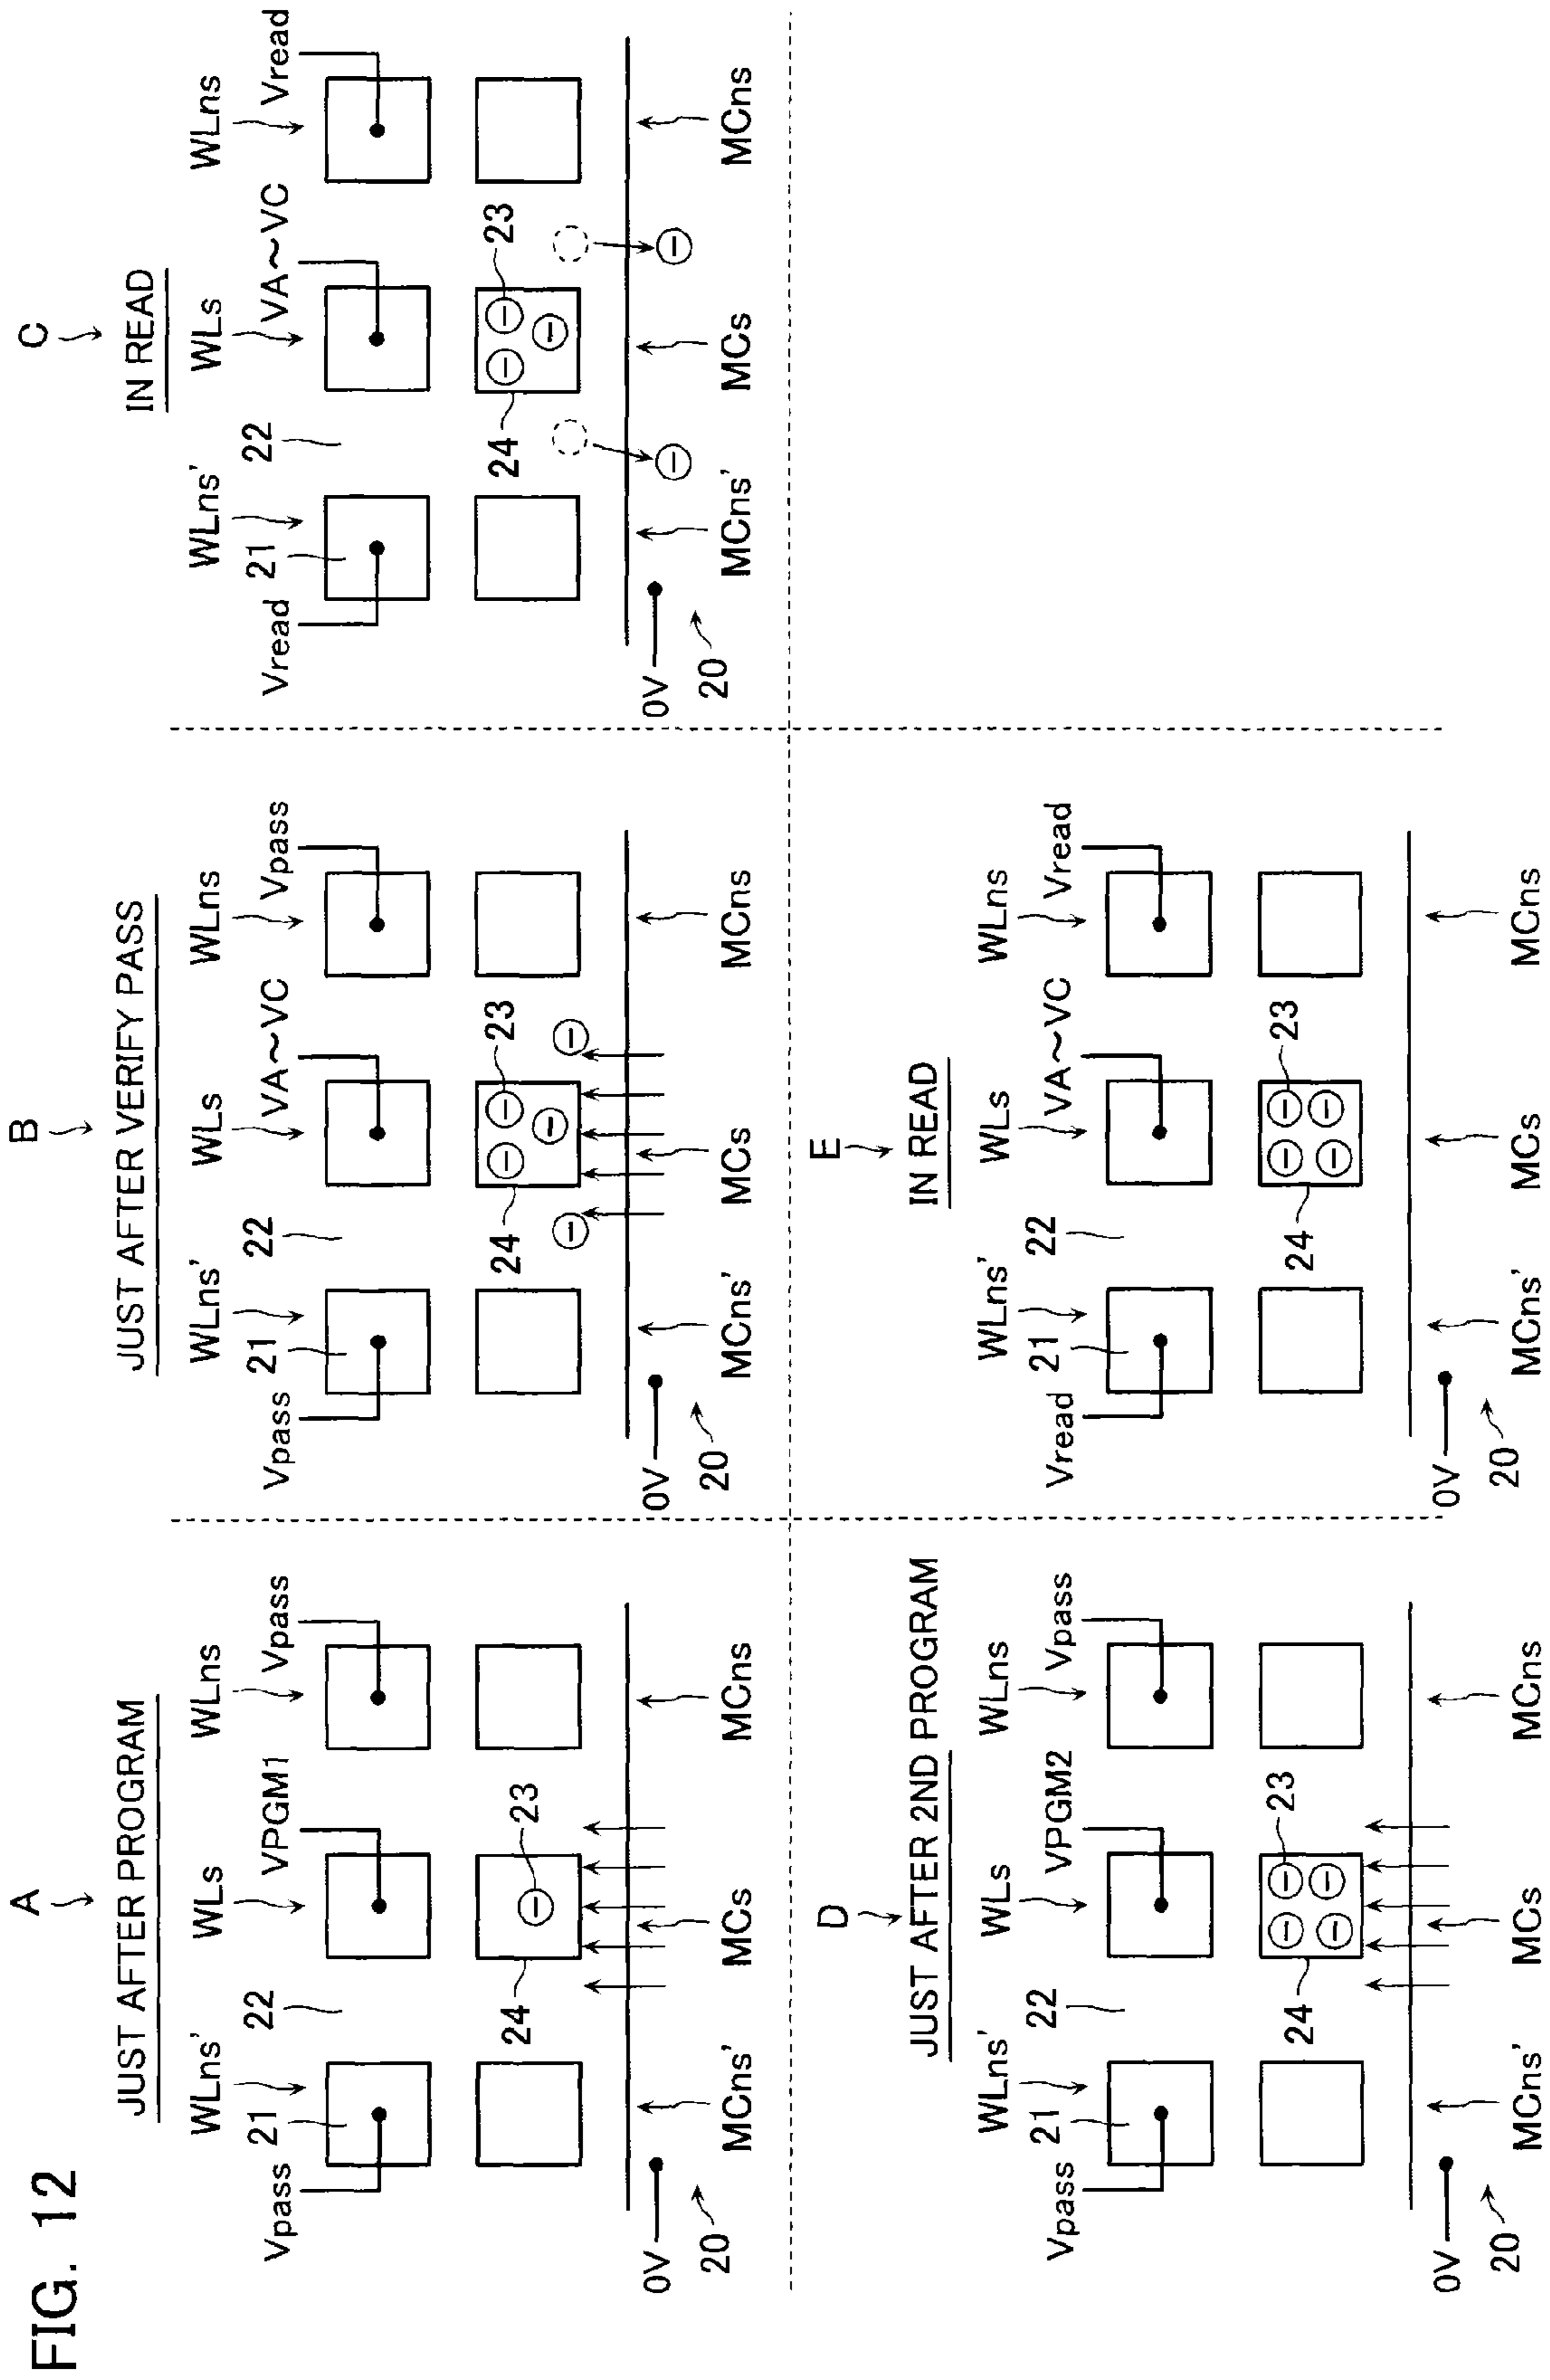 FIG. 12
A
JUST AFTER PROGRAM
WLns' WLs WLns
Vpass 21 22 VPGM1 Vpass
24 23
0V
20 MCns' MCs MCns
B
JUST AFTER VERIFY PASS
WLns' WLs WLns
Vpass 21 22 VA~VC Vpass
24 23
0V
20 MCns' MCs MCns
C
IN READ
WLns' WLs WLns
Vread 21 22 VA~VC Vread
24 23
0V
20 MCns' MCs MCns
D
JUST AFTER 2ND PROGRAM
WLns' WLs WLns
Vpass 21 22 VPGM2 Vpass
24 23
0V
20 MCns' MCs MCns
E
IN READ
WLns' WLs WLns
Vread 21 22 VA~VC Vread
24 23
0V
20 MCns' MCs MCns